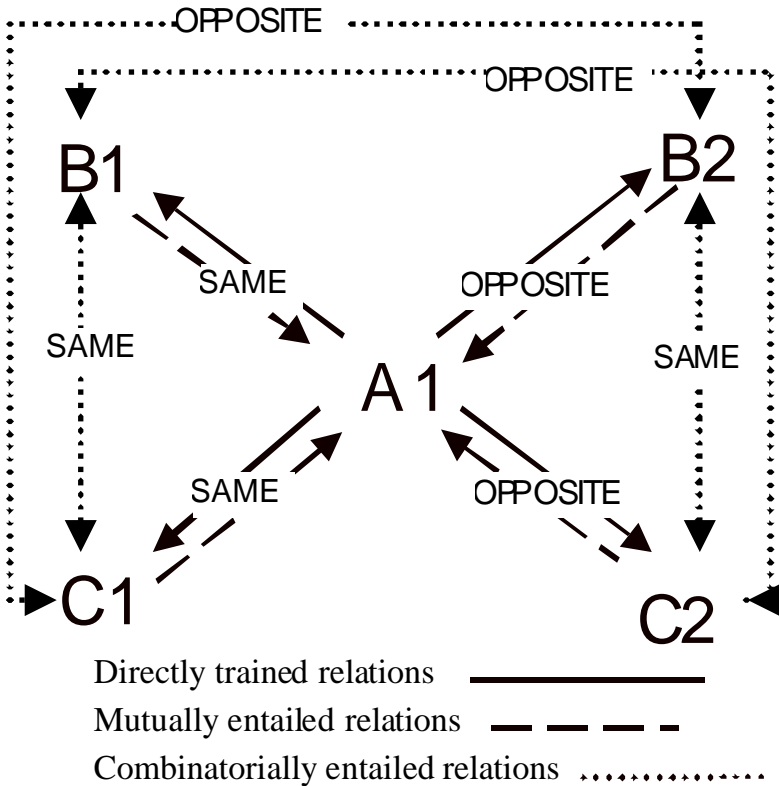 OPPOSITE
OPPOSITE
B1
B2
SAME
OPPOSITE
SAME
SAME
A 1
SAME
OPPOSITE
C1
C2
Directly trained relations
Mutually entailed relations
Combinatorially entailed relations